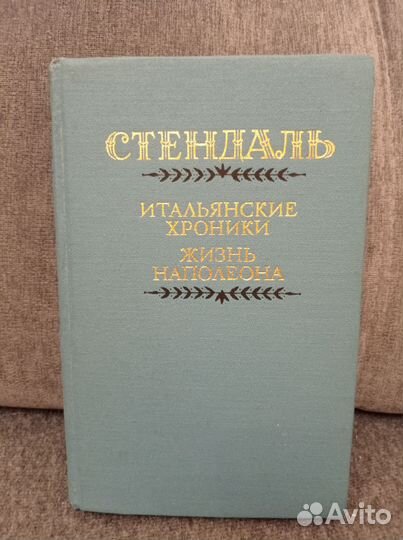 СТЕНДАЛЬ
ИТАЛЬЯНСКИЕ
ХРОНИКИ
ЖИЗНЬ
НАПОЛЕОНА
Avito